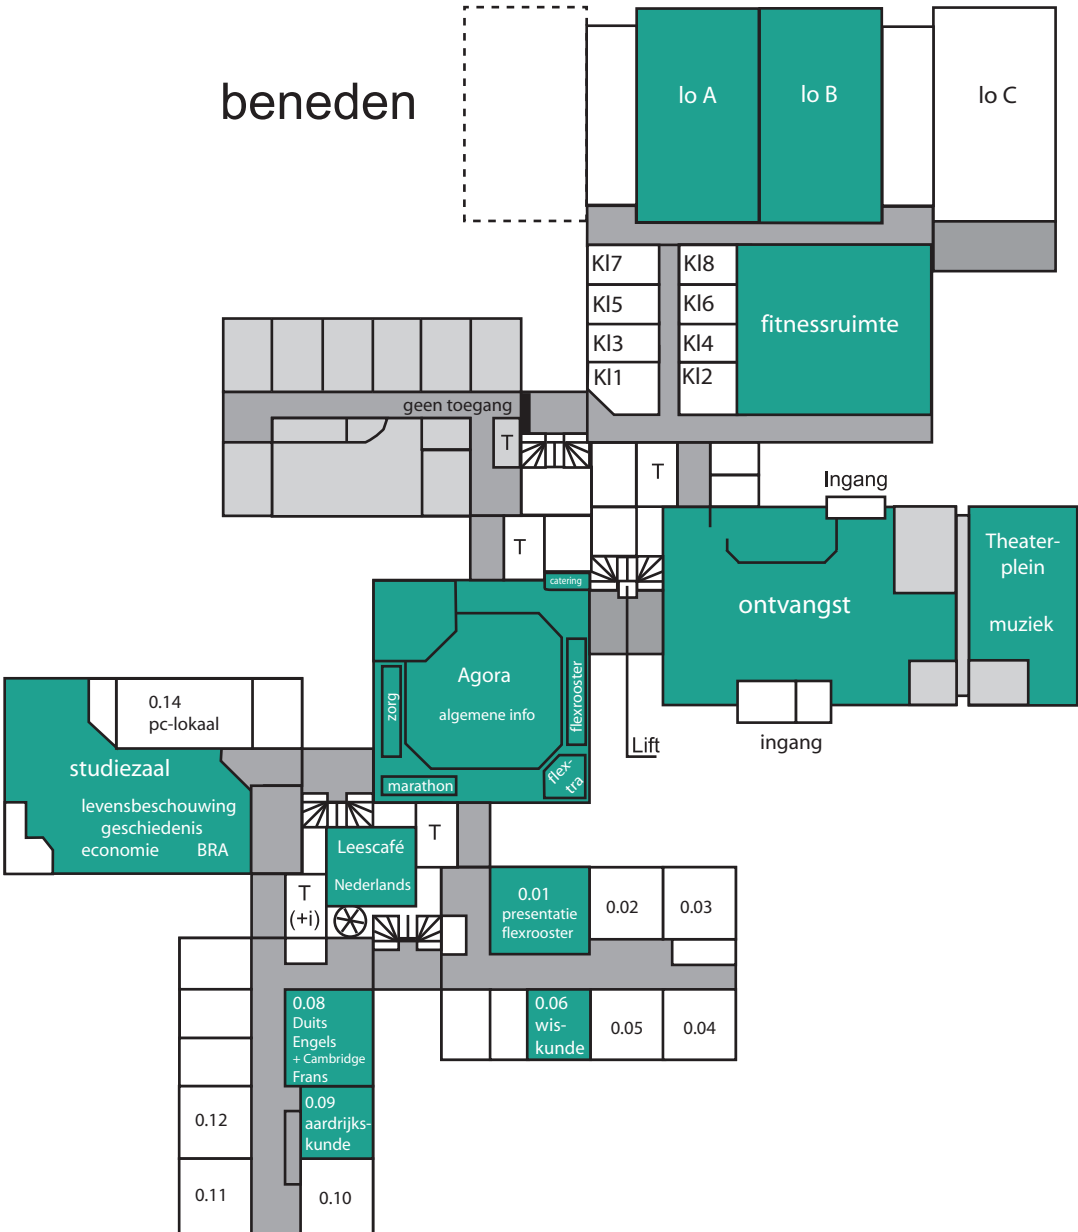 beneden
lo A
lo B
lo C
Kl7
Kl8
Kl5
Kl6
Kl3
Kl4
Kl1
Kl2
fitnessruimte
geen toegang
T
T
T
Ingang
Theater-
plein
muziek
ontvangst
catering
Agora
algemene info
zorg
flexrooster
marathon
flex-
tra
Lift
ingang
0.14
pc-lokaal
studiezaal
levensbeschouwing
geschiedenis
economie BRA
Leescafé
Nederlands
T
T
(+i)
0.01
presentatie
flexrooster
0.02
0.03
0.06
wis-
kunde
0.05
0.04
0.08
Duits
Engels
+ Cambridge
Frans
0.09
aardrijks-
kunde
0.12
0.11
0.10